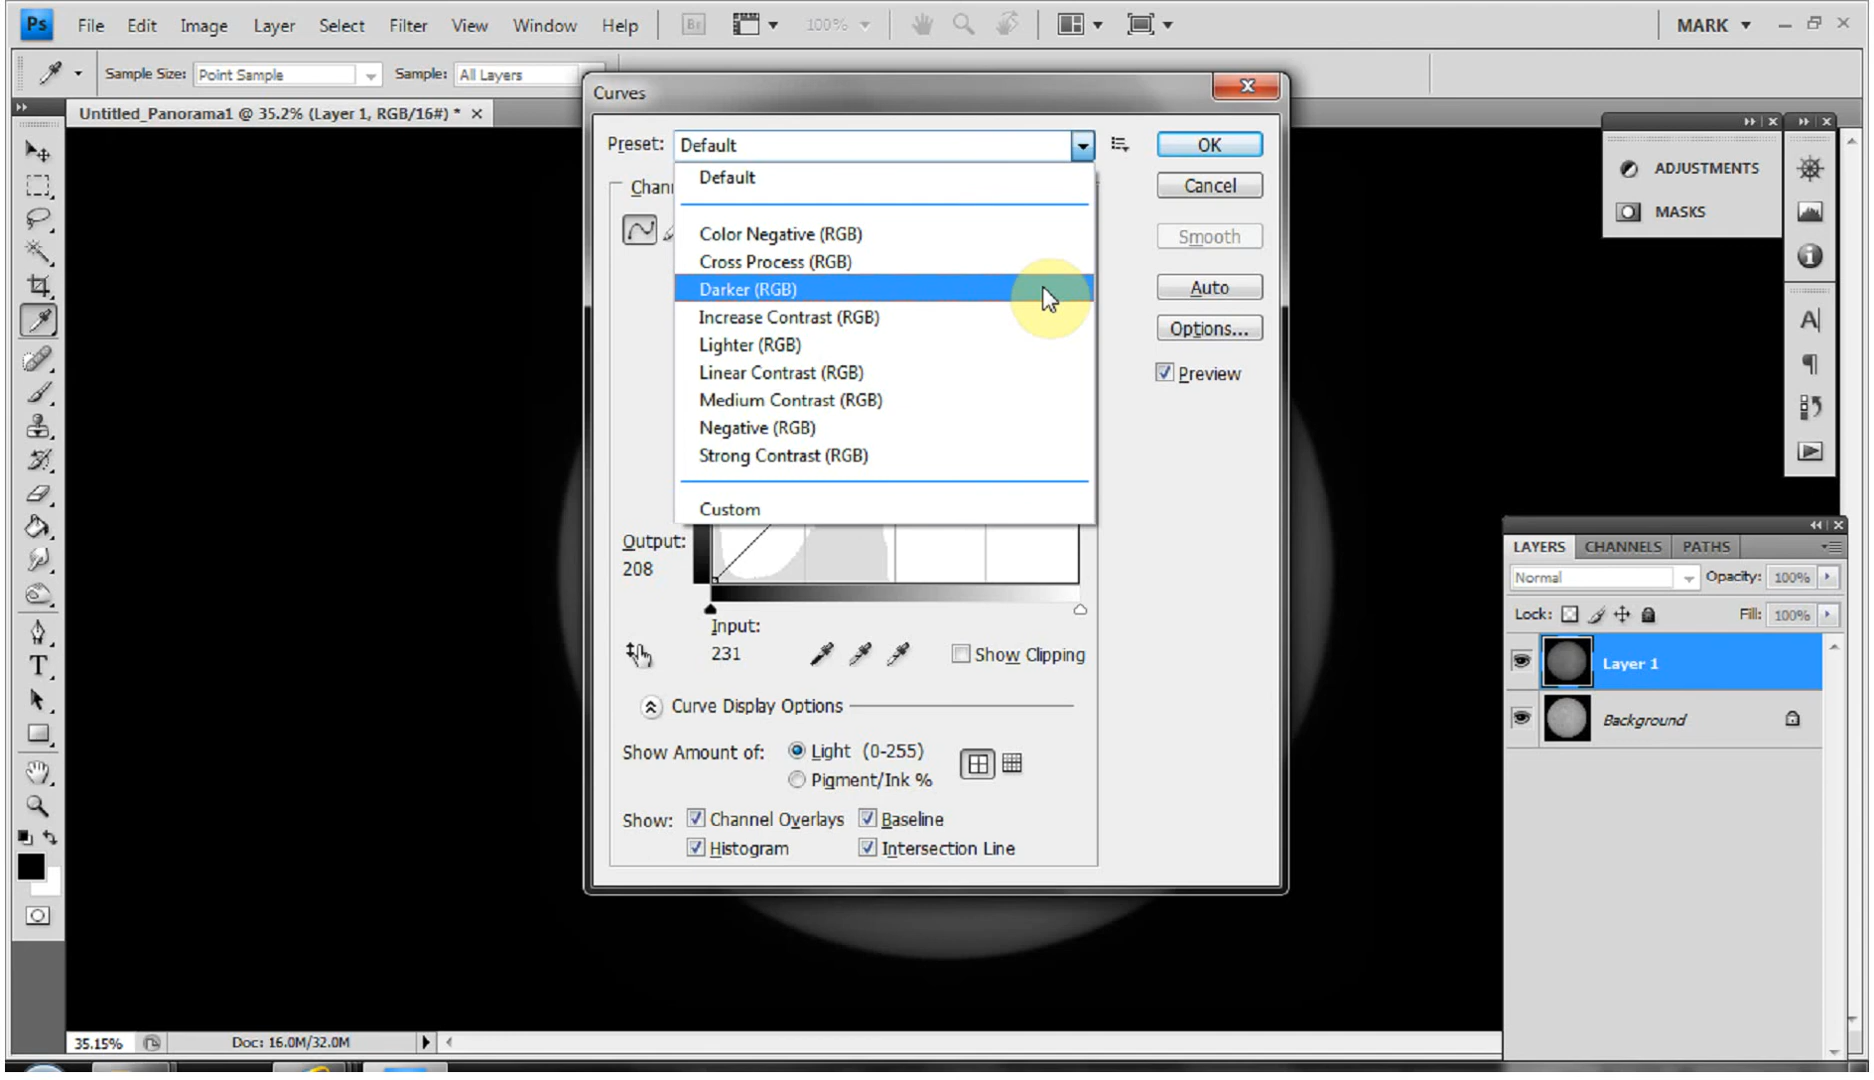 Ps File Edit Image Layer Select Filter View Window Help Br 100% MARK
Sample Size: Point Sample Sample: All Layers
Untitled_Panorama1 @ 35.2% (Layer 1, RGB/16#) *
Curves
Preset: Default
OK
Default
Cancel
Chann
Color Negative (RGB)
Smooth
Cross Process (RGB)
Darker (RGB)
Auto
Increase Contrast (RGB)
Options...
Lighter (RGB)
Linear Contrast (RGB)
Preview
Medium Contrast (RGB)
Negative (RGB)
Strong Contrast (RGB)
Custom
Output:
208
Input:
231
Show Clipping
Curve Display Options
Show Amount of: Light (0-255)
Pigment/Ink %
Show: Channel Overlays Baseline
Histogram Intersection Line
ADJUSTMENTS
MASKS
LAYERS CHANNELS PATHS
Normal Opacity: 100%
Lock: Fill: 100%
Layer 1
Background
35.15% Doc: 16.0M/32.0M